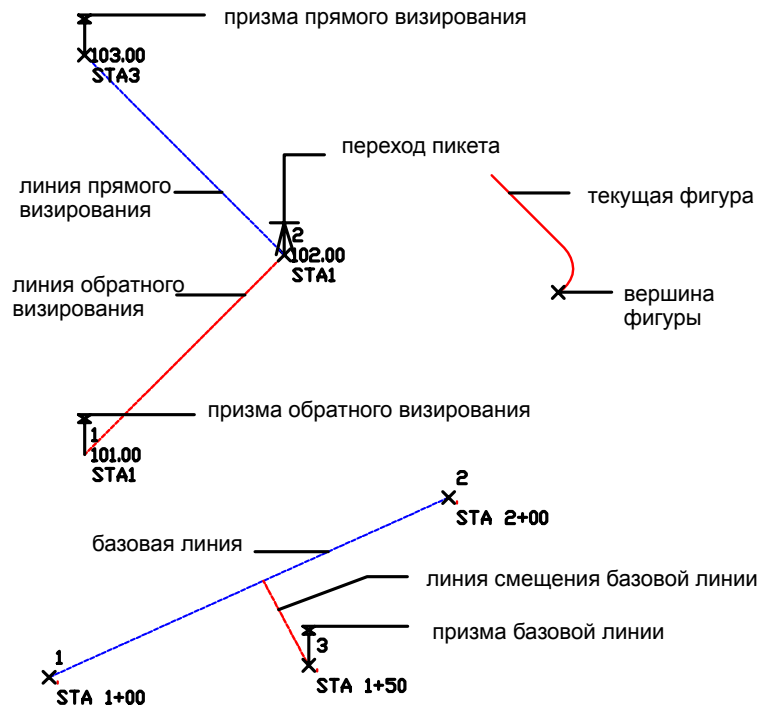 призма прямого визирования
103.00
STA3
переход пикета
линия прямого
визирования
текущая фигура
2
102.00
STA1
линия обратного
визирования
вершина
фигуры
призма обратного визирования
1
101.00
STA1
2
STA 2+00
базовая линия
линия смещения базовой линии
призма базовой линии
3
1
STA 1+50
STA 1+00